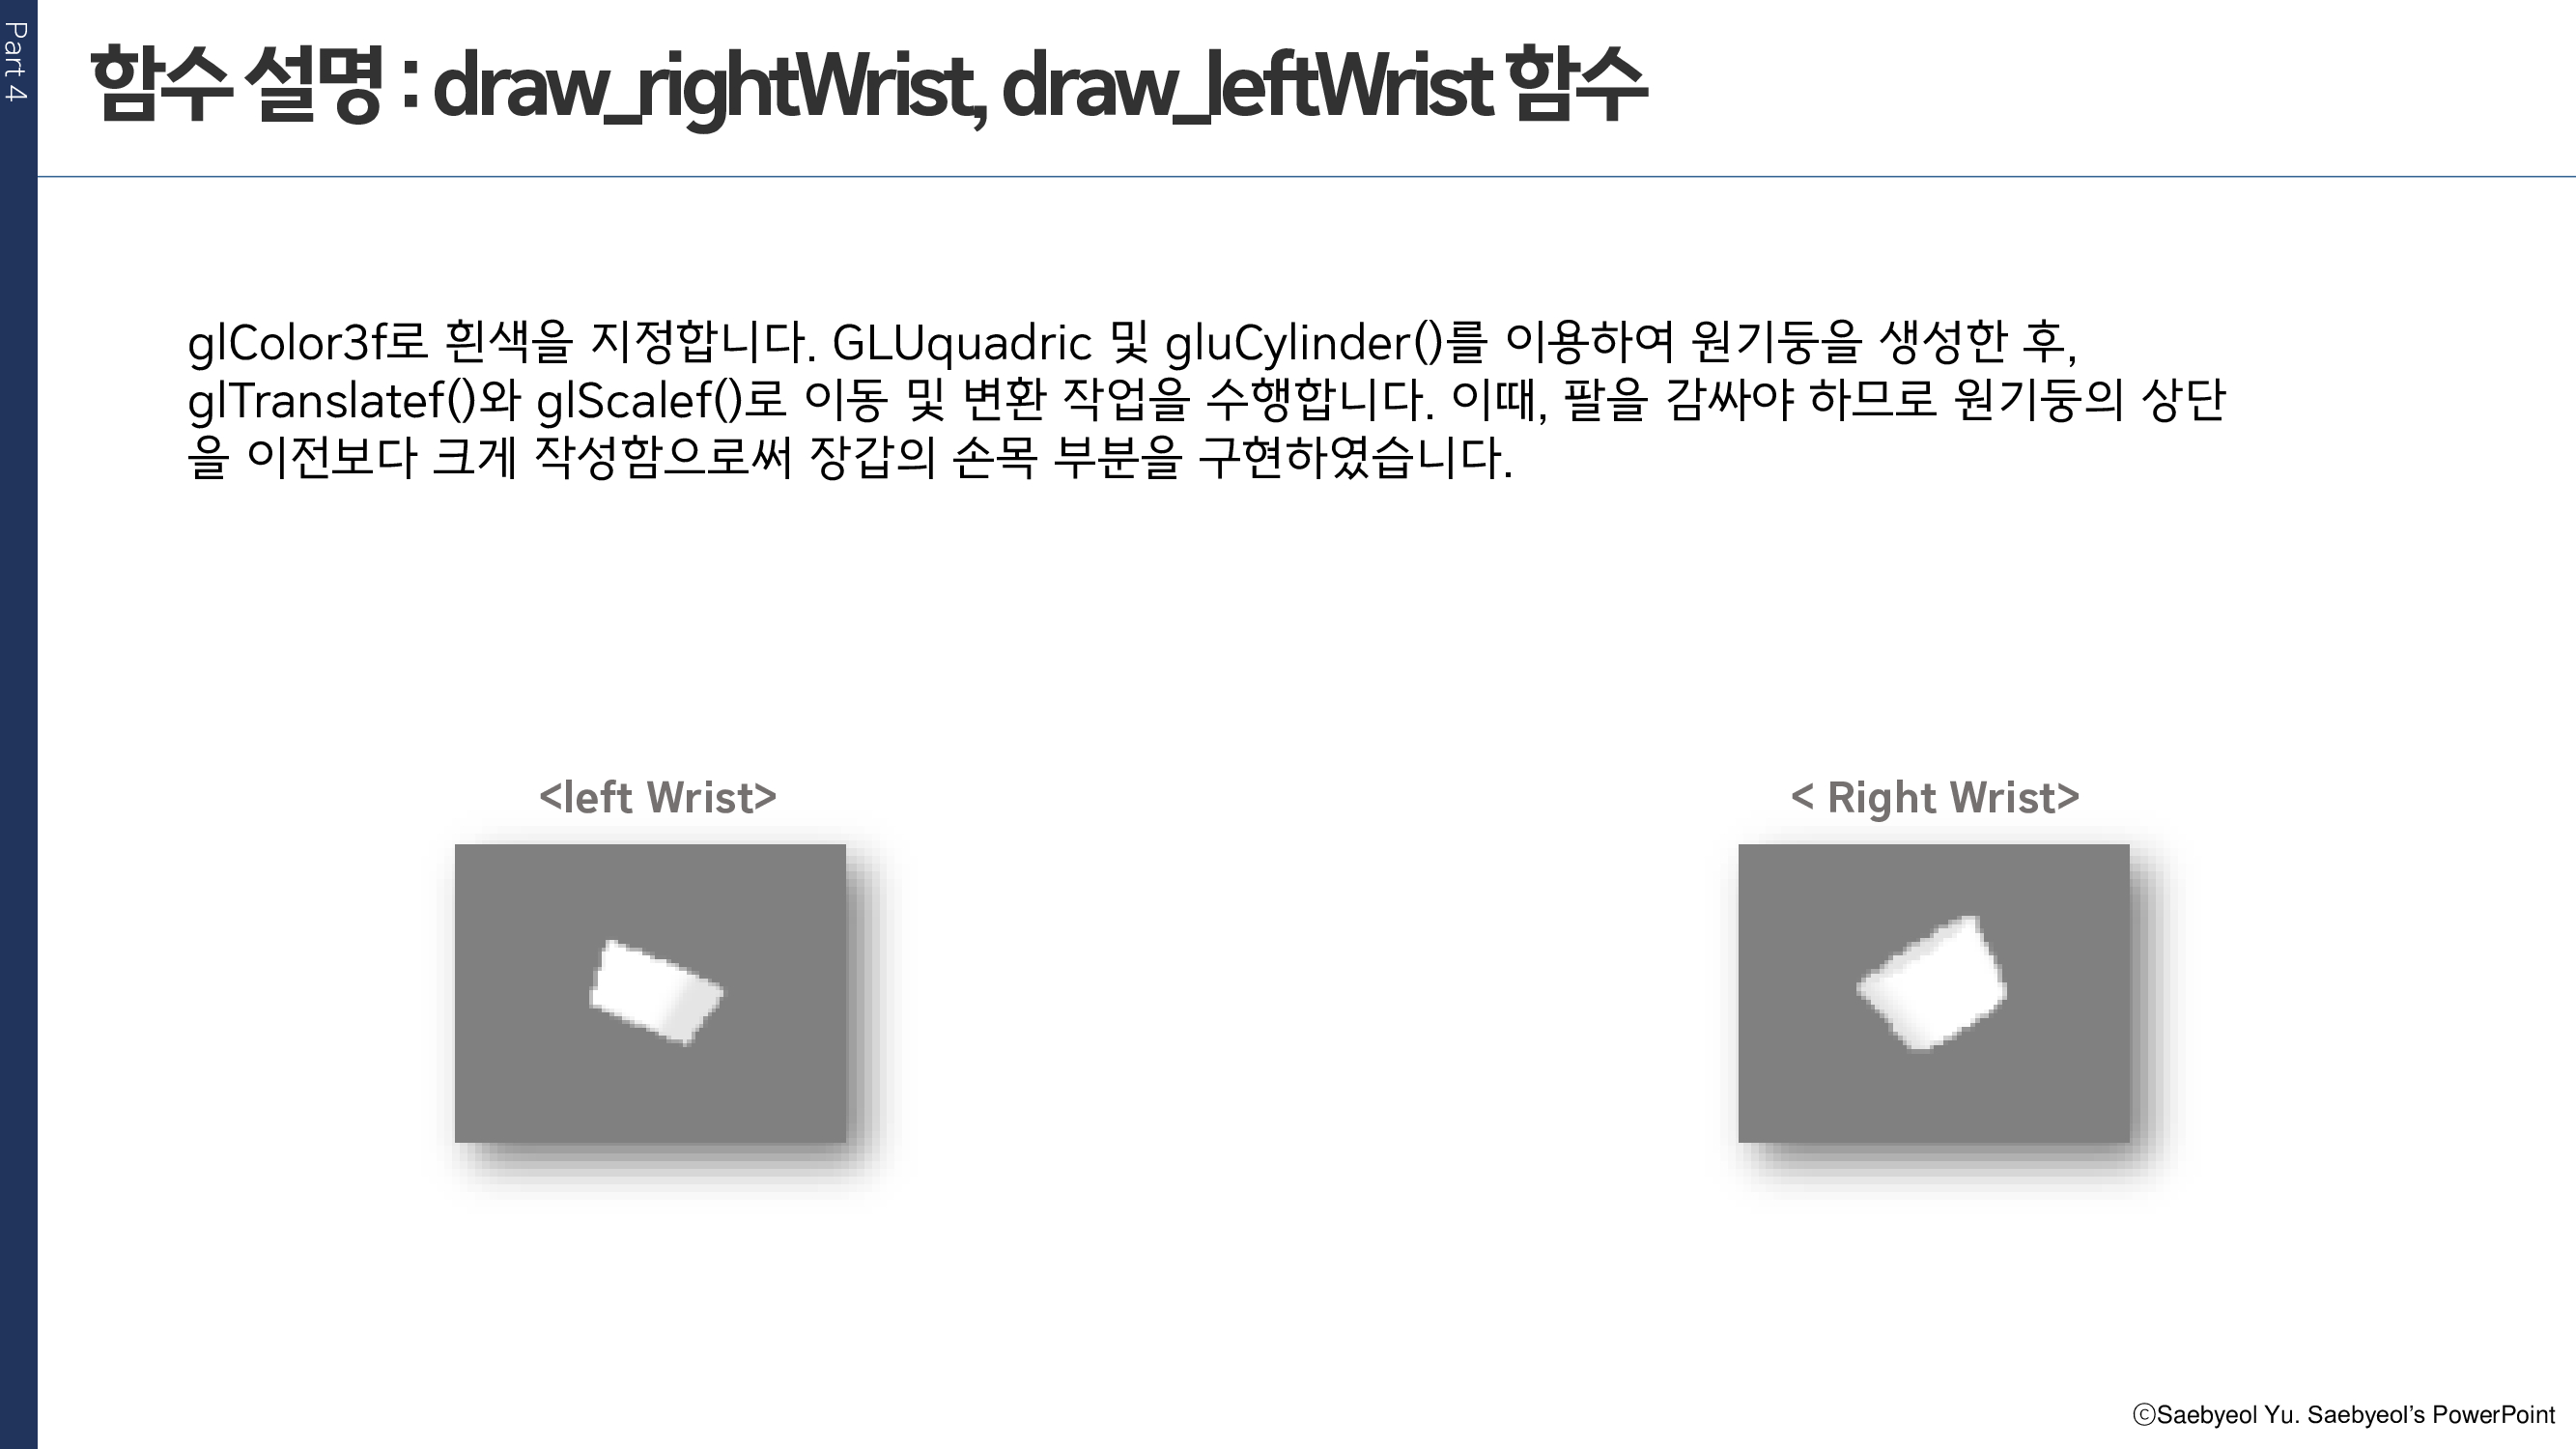 Part 4
함수 설명 : draw_rightWrist, draw_leftWrist 함수
glColor3f로 흰색을 지정합니다. GLUquadric 및 gluCylinder()를 이용하여 원기둥을 생성한 후,
glTranslatef()와 glScalef()로 이동 및 변환 작업을 수행합니다. 이때, 팔을 감싸야 하므로 원기둥의 상단
을 이전보다 크게 작성함으로써 장갑의 손목 부분을 구현하였습니다.
<left Wrist>
< Right Wrist>
ⓒSaebyeol Yu. Saebyeol’s PowerPoint